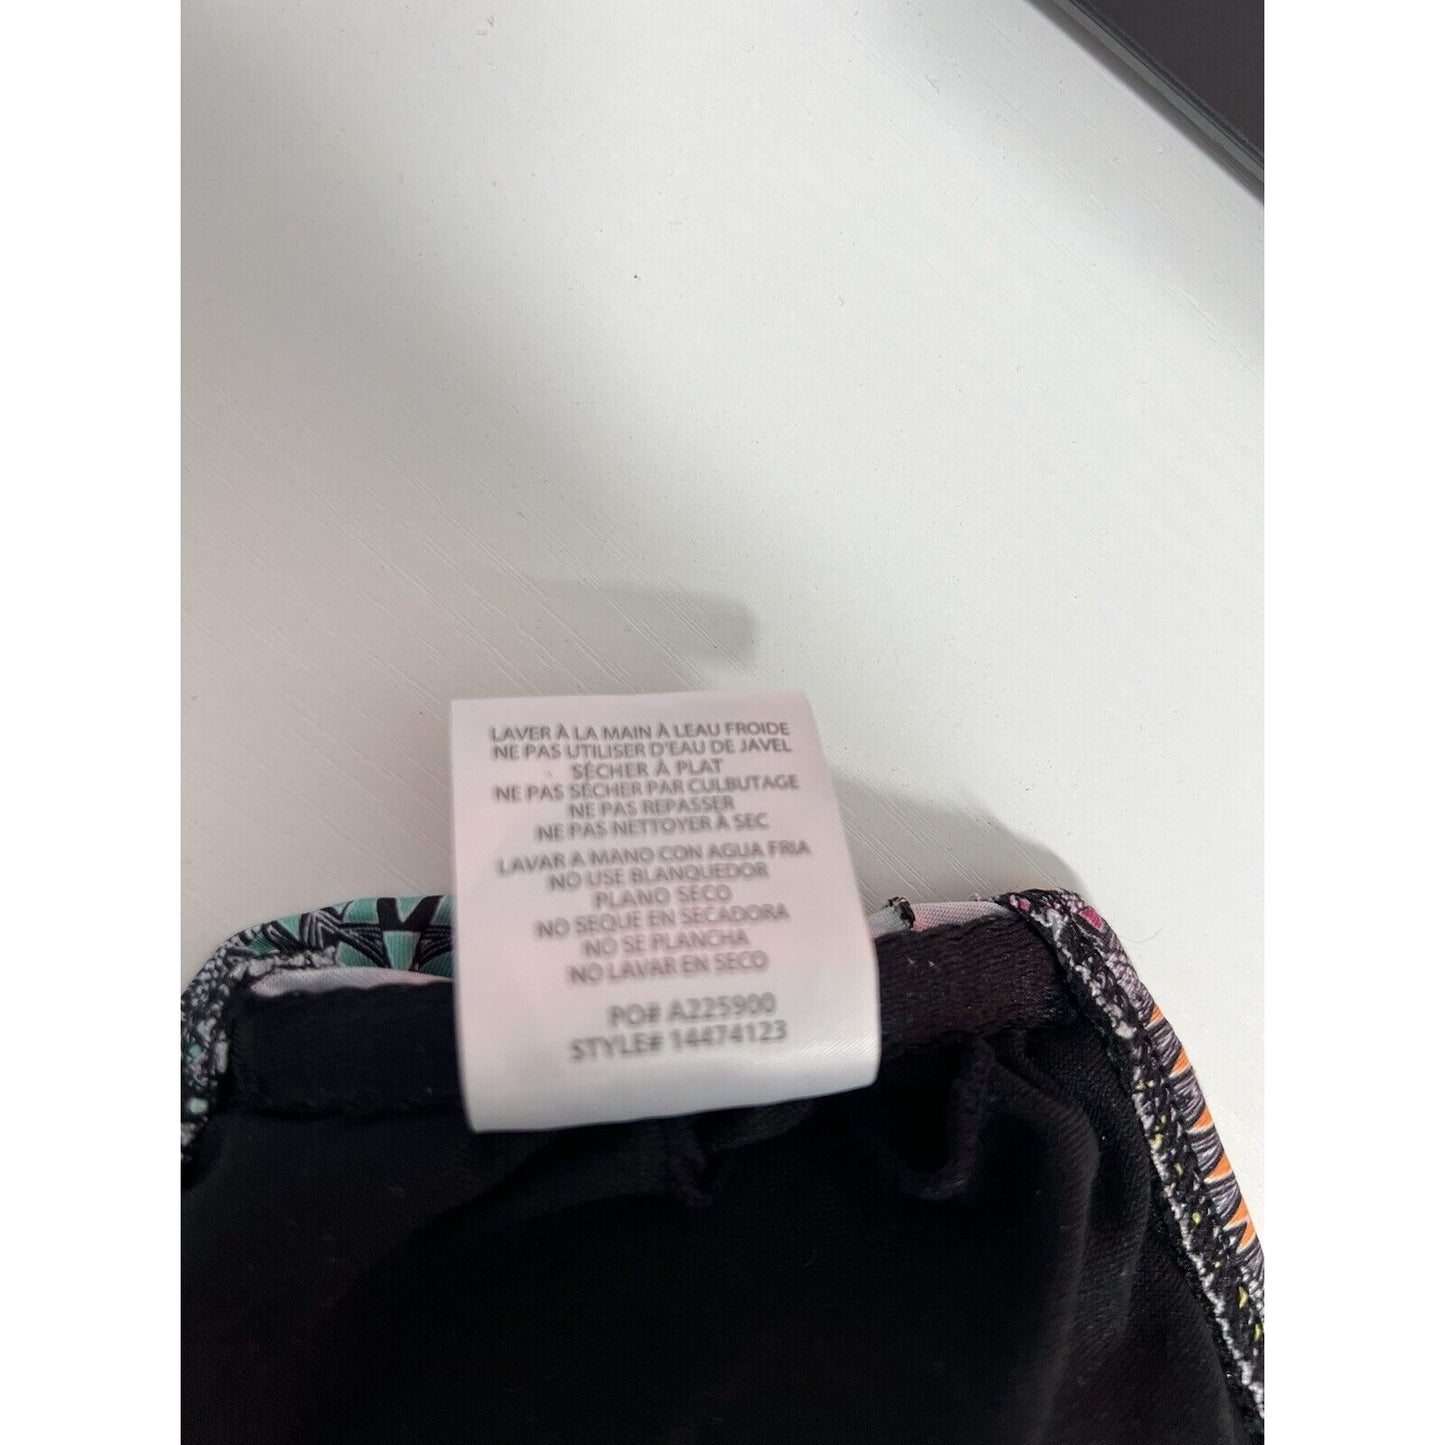 LAVER À LA MAIN À LEAU FROIDE
NE PAS UTILISER D'EAU DE JAVEL
SÉCHER À PLAT
NE PAS SÉCHER PAR CULBUTAGE
NE PAS REPASSER
NE PAS NETTOYER À SEC
LAVAR A MANO CON AGUA FRIA
NO USE BLANQUEDOR
PLANO SECO
NO SEQUE EN SECADORA
NO SE PLANCHA
NO LAVAR EN SECO
PO# A225900
STYLE# 14474123